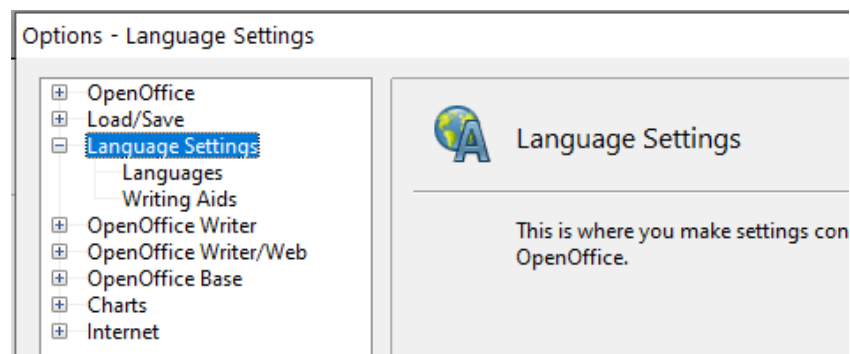 Options - Language Settings
OpenOffice
Load/Save
Language Settings
Languages
Writing Aids
OpenOffice Writer
OpenOffice Writer/Web
OpenOffice Base
Charts
Internet
Language Settings
This is where you make settings con
OpenOffice.